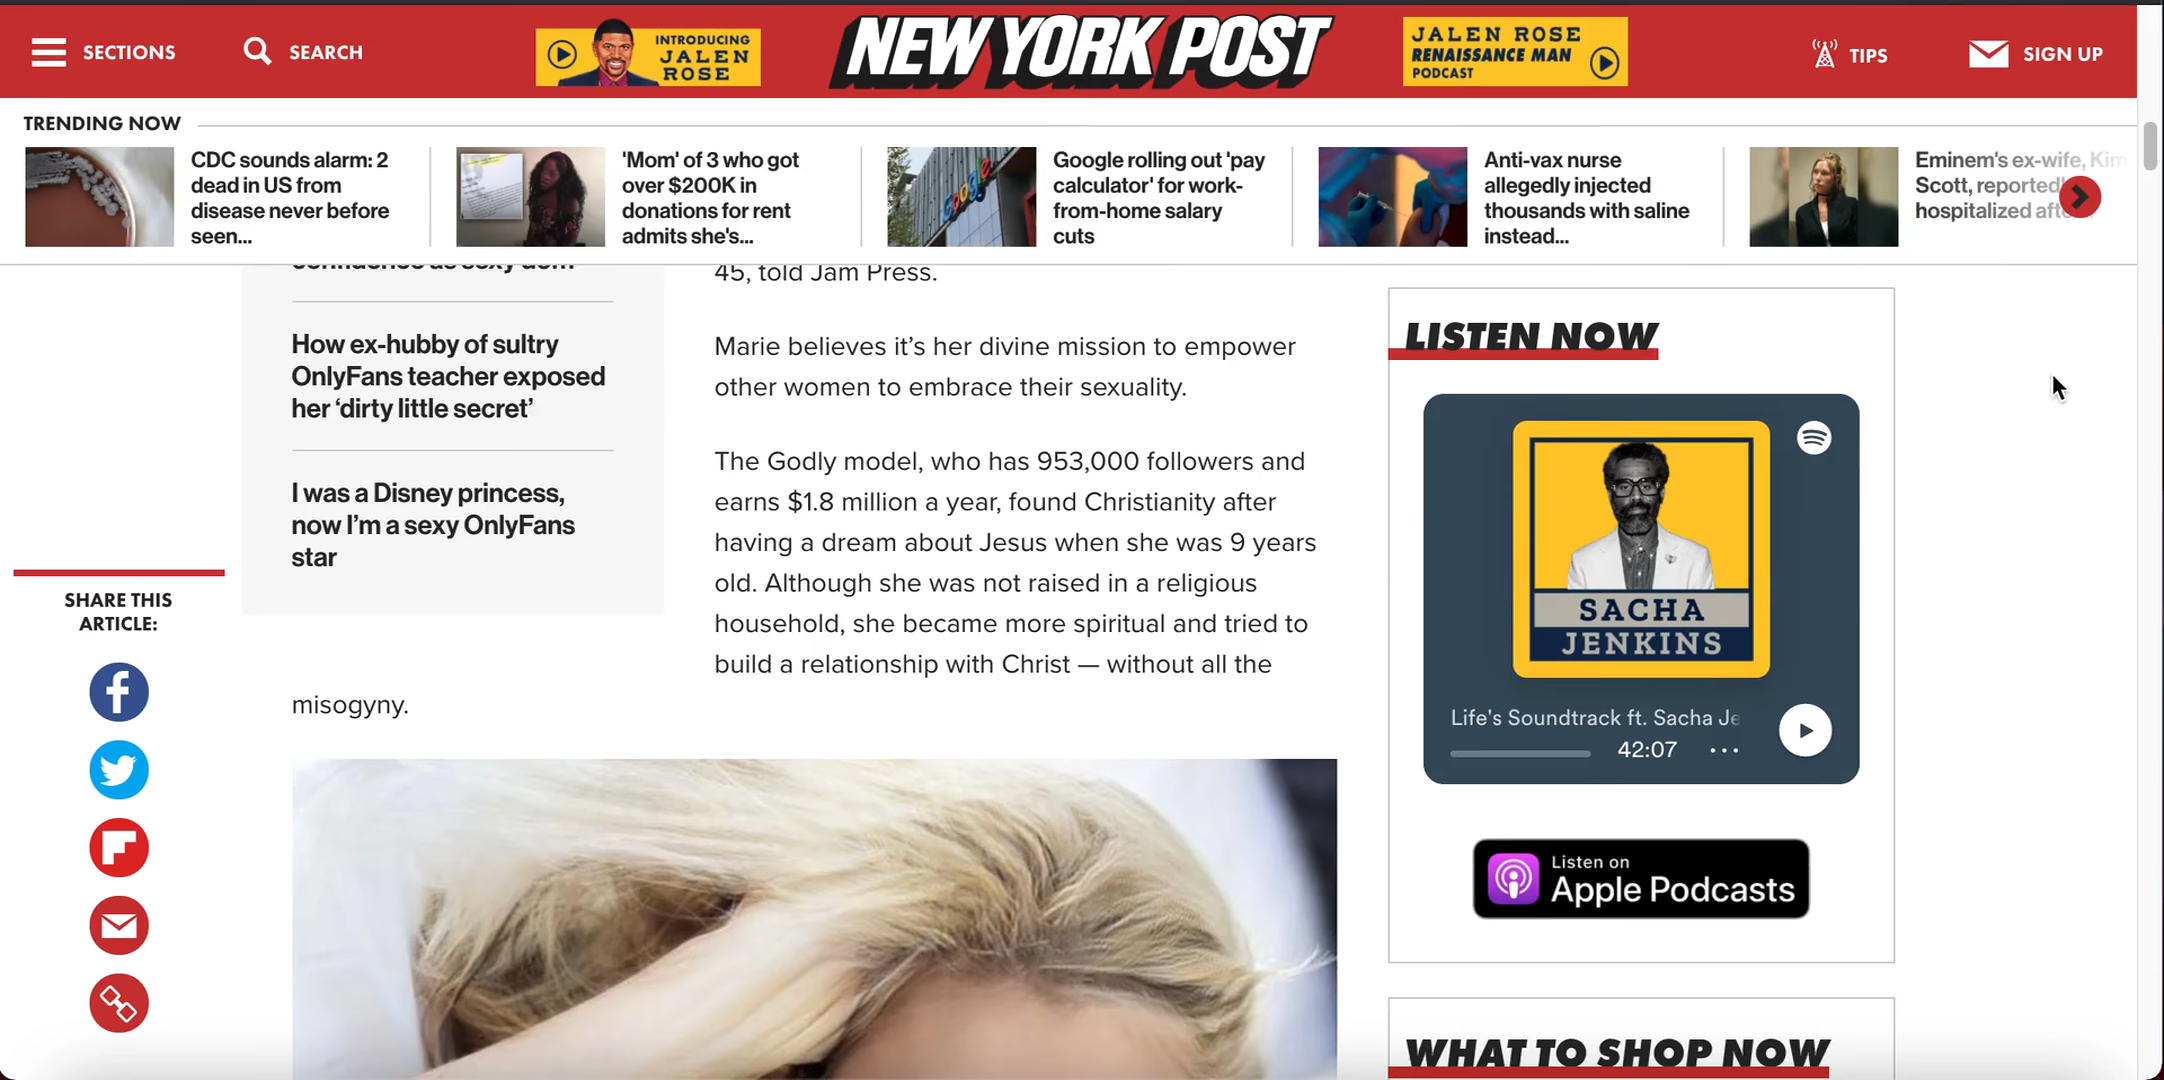 SECTIONS
SEARCH
INTRODUCING
JALEN
ROSE
NEW YORK POST
JALEN ROSE
RENAISSANCE MAN
PODCAST
TIPS
SIGN UP
TRENDING NOW
CDC sounds alarm: 2
dead in US from
disease never before
seen...
'Mom' of 3 who got
over $200K in
donations for rent
admits she's...
Google rolling out 'pay
calculator' for work-
from-home salary
cuts
Anti-vax nurse
allegedly injected
thousands with saline
instead...
Eminem's ex-wife, Kim
Scott, reported
hospitalized aft
confidence as sexy dom
How ex-hubby of sultry
OnlyFans teacher exposed
her ‘dirty little secret’
I was a Disney princess,
now I’m a sexy OnlyFans
star
SHARE THIS
ARTICLE:
45, told Jam Press.
Marie believes it’s her divine mission to empower
other women to embrace their sexuality.
The Godly model, who has 953,000 followers and
earns $1.8 million a year, found Christianity after
having a dream about Jesus when she was 9 years
old. Although she was not raised in a religious
household, she became more spiritual and tried to
build a relationship with Christ — without all the
misogyny.
LISTEN NOW
SACHA
JENKINS
Life's Soundtrack ft. Sacha Je
42:07
Listen on
Apple Podcasts
WHAT TO SHOP NOW